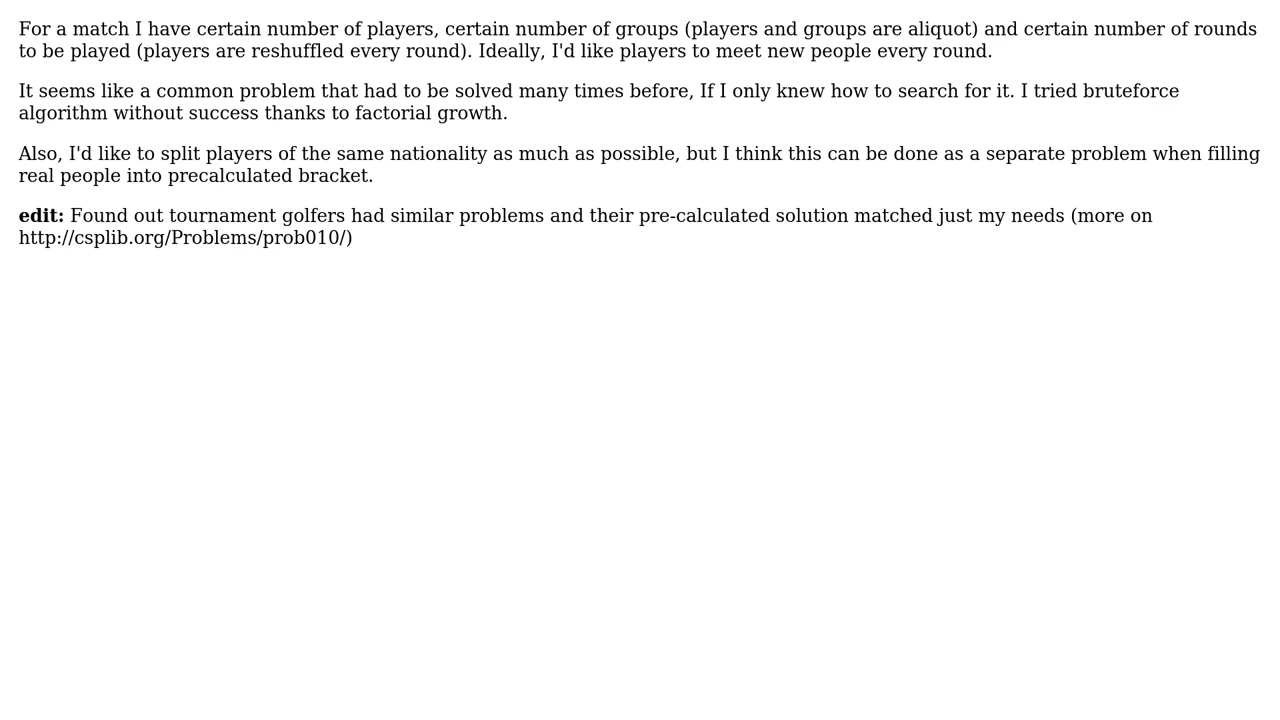 For a match I have certain number of players, certain number of groups (players and groups are aliquot) and certain number of rounds
to be played (players are reshuffled every round). Ideally, I'd like players to meet new people every round.
It seems like a common problem that had to be solved many times before, If I only knew how to search for it. I tried bruteforce
algorithm without success thanks to factorial growth.
Also, I'd like to split players of the same nationality as much as possible, but I think this can be done as a separate problem when filling
real people into precalculated bracket.
edit: Found out tournament golfers had similar problems and their pre-calculated solution matched just my needs (more on
http://csplib.org/Problems/prob010/)